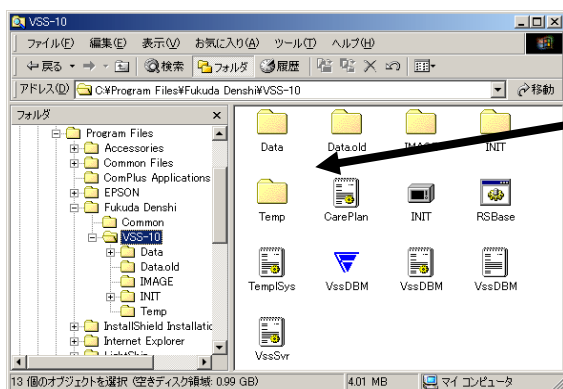 VSS-10
ファイル(F) 編集(E) 表示(V) お気に入り(A) ツール(T) ヘルプ(H)
戻る 検索 フォルダ 履歴
アドレス(D) C:¥Program Files¥Fukuda Denshi¥VSS-10 移動
フォルダ ×
Program Files
Accessories
Common Files
ComPlus Applications
EPSON
Fukuda Denshi
Common
VSS-10
Data
Data.old
IMAGE
INIT
Temp
InstallShield Installatic
Internet Explorer
Data Data.old IMAGE INIT
Temp CarePlan INIT RSBase
TemplSys VssDBM VssDBM VssDBM
VssSvr
13 個のオブジェクトを選択 (空きディスク領域: 0.99 GB) 4.01 MB マイ コンピュータ